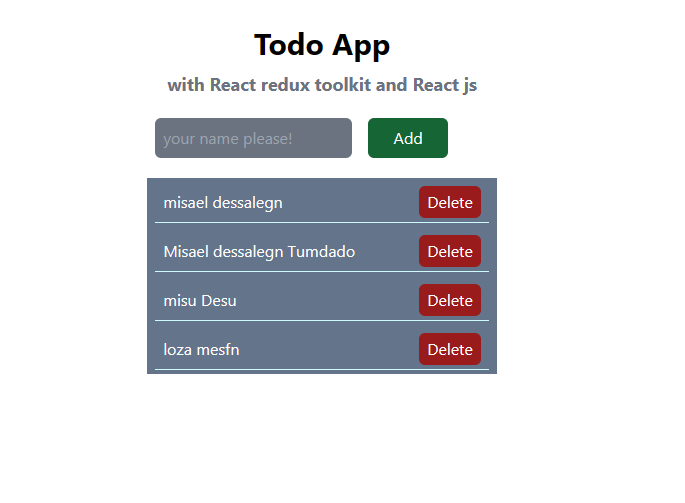 Todo App
with React redux toolkit and React js
your name please! Add
misael dessalegn Delete
Misael dessalegn Tumdado Delete
misu Desu Delete
loza mesfn Delete